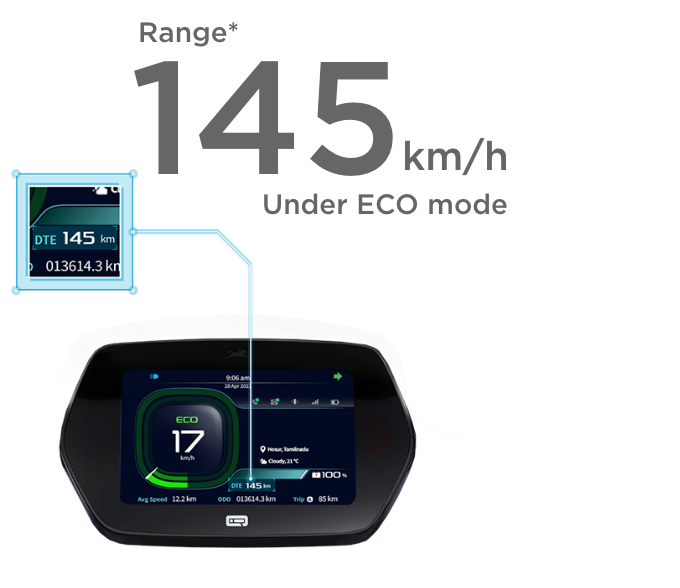 Range*
145 km/h
Under ECO mode
DTE 145 km
013614.3 km
9:06 am
28 Apr 2022
ECO
17
km/h
Hosur, Tamilnadu
Cloudy, 21 °C
100 %
DTE 145 km
Avg Speed 12.2 km ODO 013614.3 km Trip A 85 km